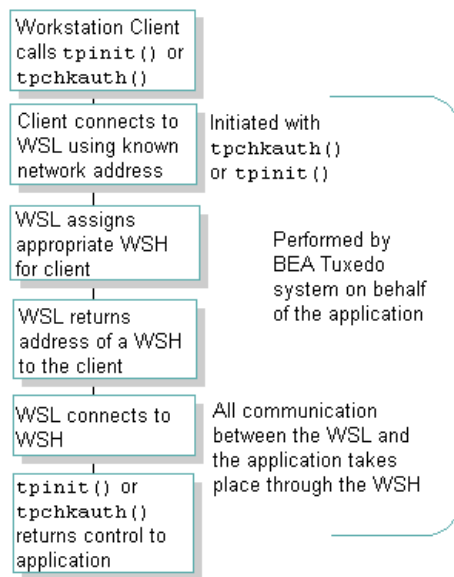 Workstation Client
calls tpinit() or
tpchkauth()
Client connects to
WSL using known
network address
Initiated with
tpchkauth()
or tpinit()
WSL assigns
appropriate WSH
for client
Performed by
BEA Tuxedo
system on behalf
of the application
WSL returns
address of a WSH
to the client
WSL connects to
WSH
All communication
between the WSL and
the application takes
place through the WSH
tpinit() or
tpchkauth()
returns control to
application